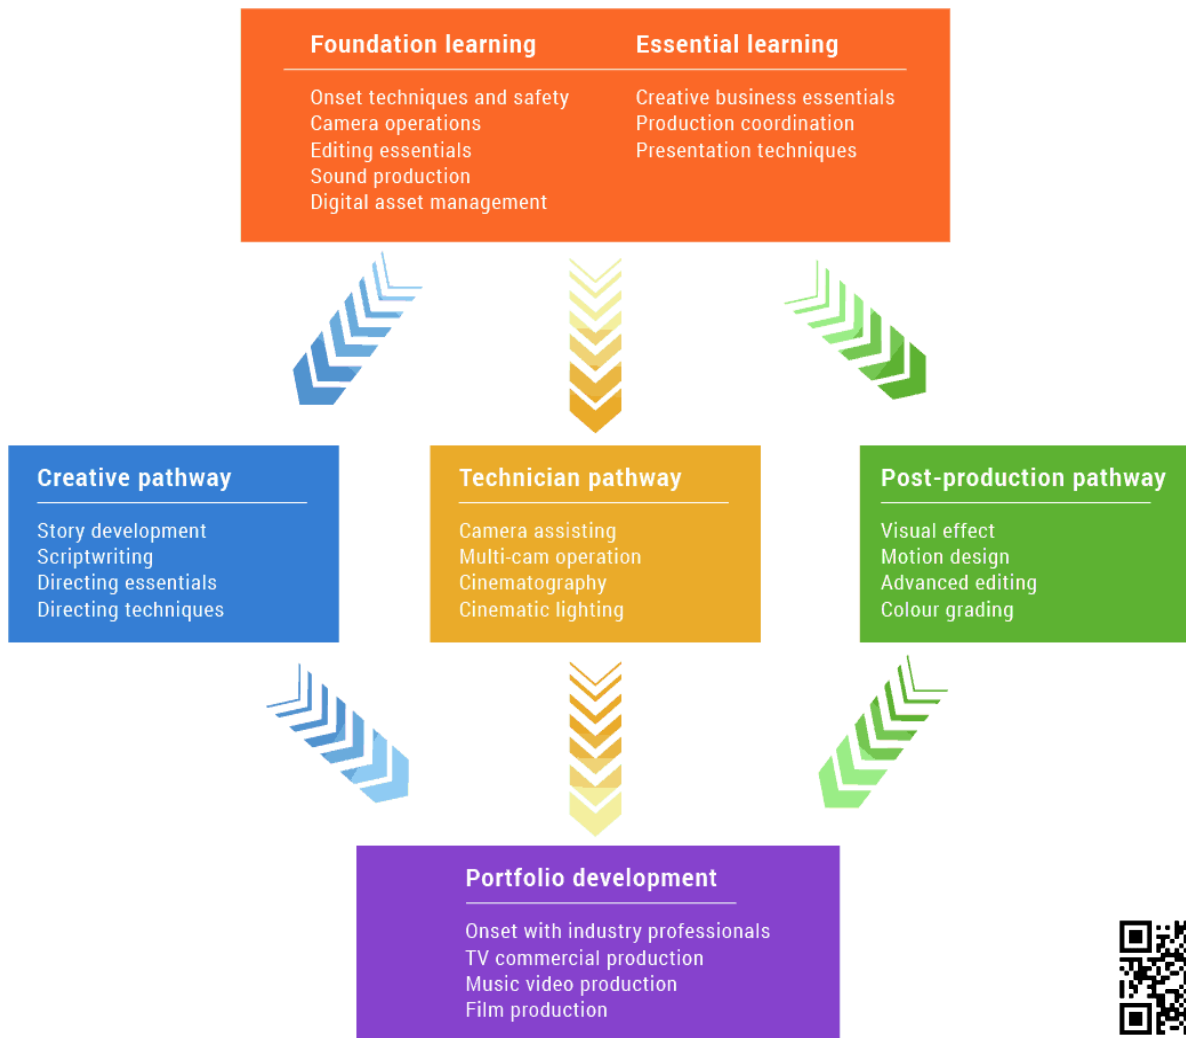 Foundation learning
Onset techniques and safety
Camera operations
Editing essentials
Sound production
Digital asset management
Essential learning
Creative business essentials
Production coordination
Presentation techniques
Creative pathway
Story development
Scriptwriting
Directing essentials
Directing techniques
Technician pathway
Camera assisting
Multi-cam operation
Cinematography
Cinematic lighting
Post-production pathway
Visual effect
Motion design
Advanced editing
Colour grading
Portfolio development
Onset with industry professionals
TV commercial production
Music video production
Film production